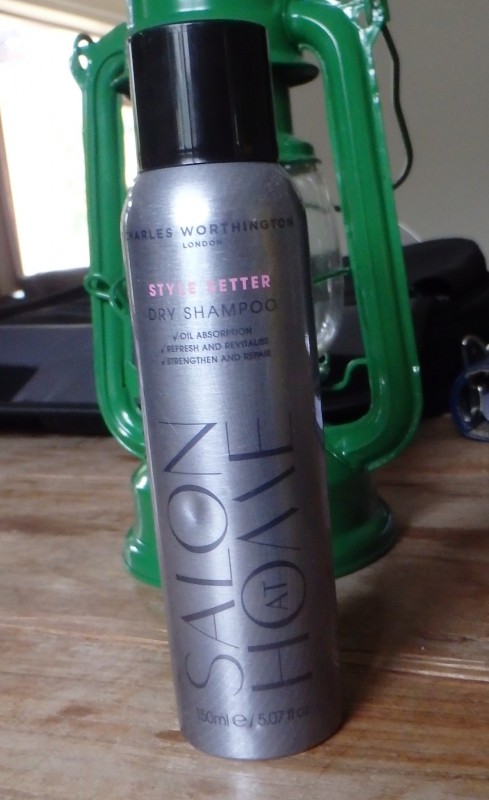 CHARLES WORTHINGTON
LONDON
STYLE SETTER
DRY SHAMPOO
✓ OIL ABSORPTION
✓ REFRESH AND REVITALISE
✓ STRENGTHEN AND REPAIR
SALON
AT
HOME
150ml ℮ / 5.07 fl oz